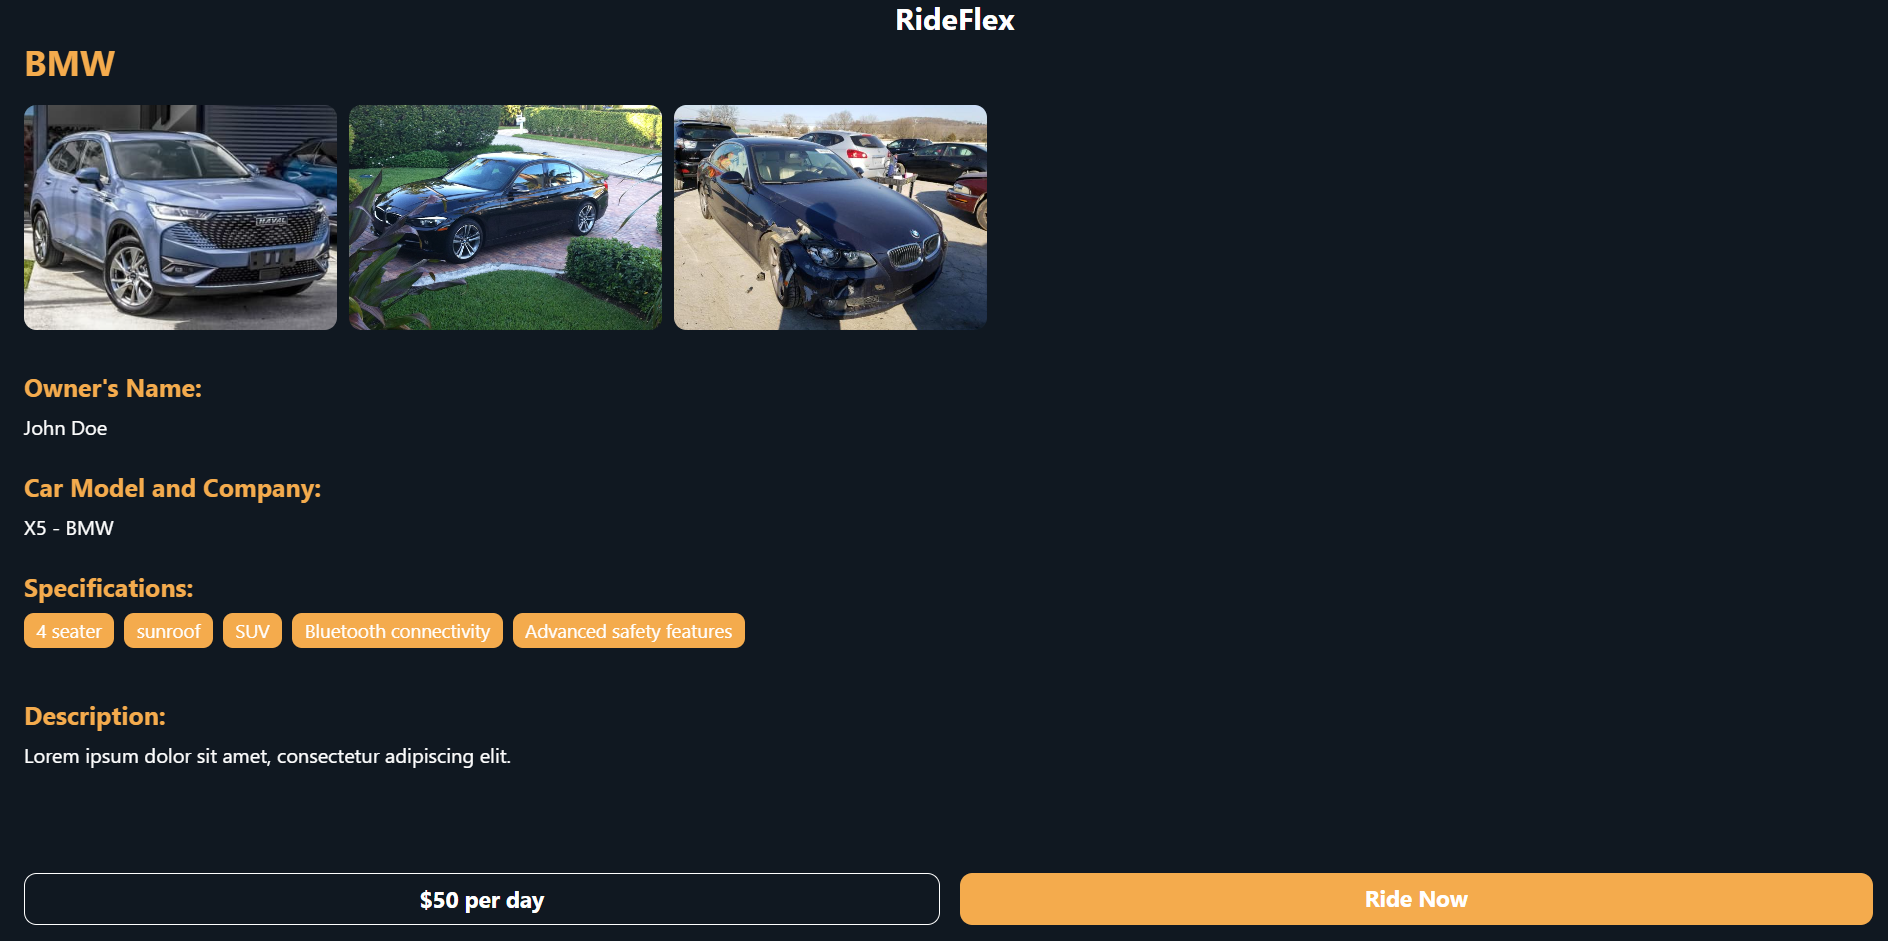 RideFlex
BMW
HAVAL
Owner's Name:
John Doe
Car Model and Company:
X5 - BMW
Specifications:
4 seater sunroof SUV Bluetooth connectivity Advanced safety features
Description:
Lorem ipsum dolor sit amet, consectetur adipiscing elit.
$50 per day Ride Now